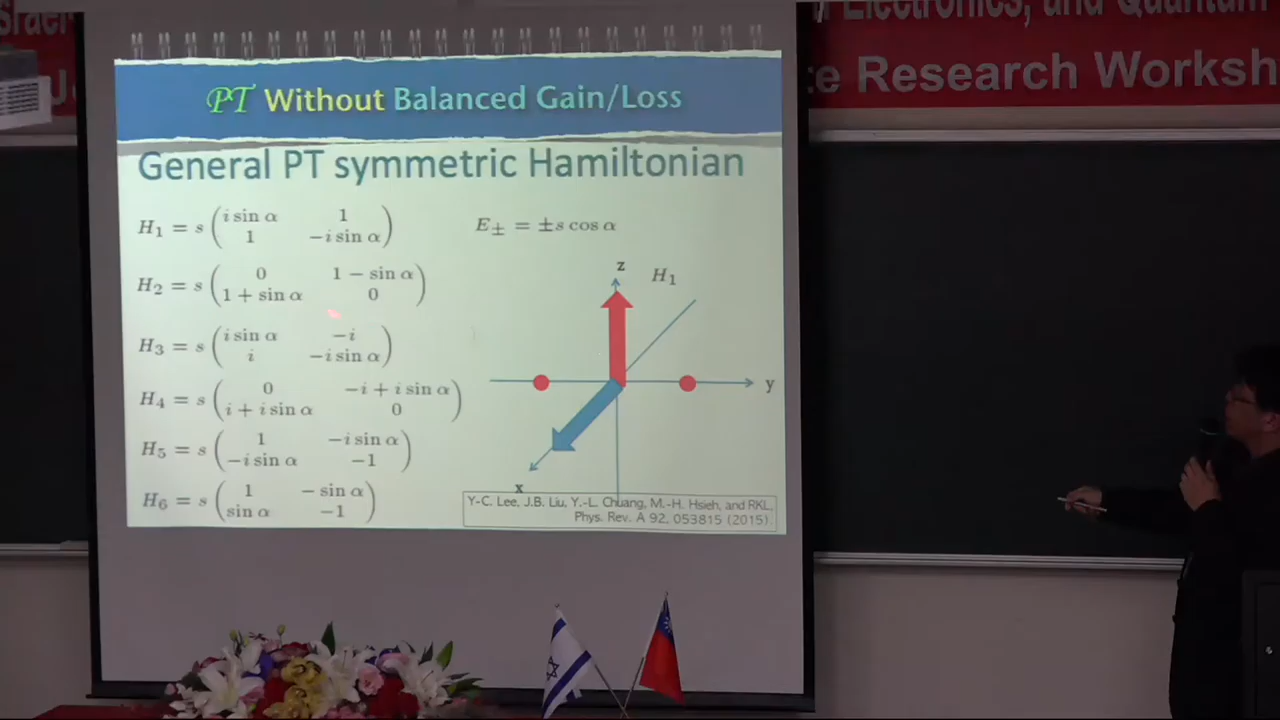 , Electronics, and Quantum
te Research Worksh
PT Without Balanced Gain/Loss
General PT symmetric Hamiltonian
H₁ = s ( i sin α 1
1 −i sin α )
E± = ±s cos α
H₂ = s ( 0 1 − sin α
1 + sin α 0 )
H₃ = s ( i sin α −i
i −i sin α )
H₄ = s ( 0 −i + i sin α
i + i sin α 0 )
H₅ = s ( 1 −i sin α
−i sin α −1 )
H₆ = s ( 1 − sin α
sin α −1 )
z
H₁
y
x
Y-C. Lee, J.B. Liu, Y.-L. Chuang, M.-H. Hsieh, and RKL,
Phys. Rev. A 92, 053815 (2015).